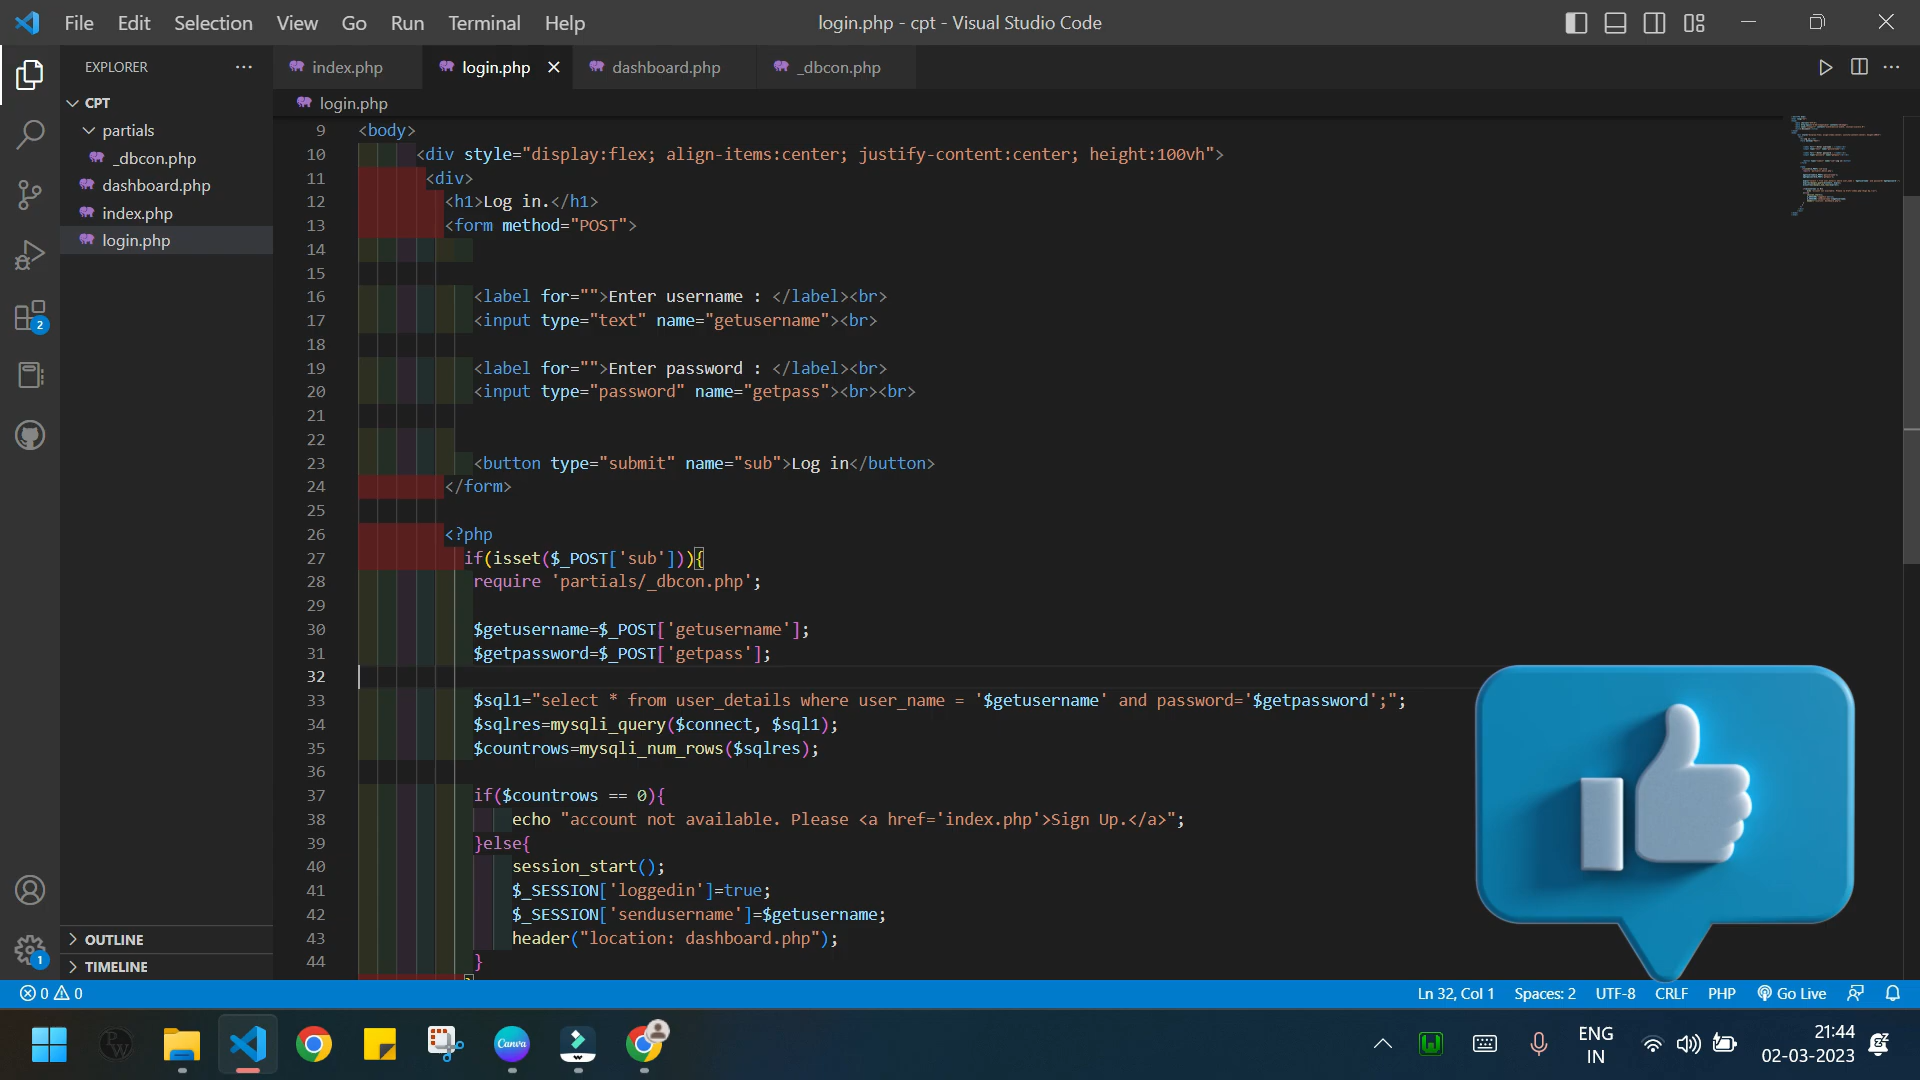 File Edit Selection View Go Run Terminal Help
login.php - cpt - Visual Studio Code
EXPLORER
CPT
partials
_dbcon.php
dashboard.php
index.php
login.php
OUTLINE
TIMELINE
index.php login.php dashboard.php _dbcon.php
login.php
9 <body>
10 <div style="display:flex; align-items:center; justify-content:center; height:100vh">
11 <div>
12 <h1>Log in.</h1>
13 <form method="POST">
14
15
16 <label for="">Enter username : </label><br>
17 <input type="text" name="getusername"><br>
18
19 <label for="">Enter password : </label><br>
20 <input type="password" name="getpass"><br><br>
21
22
23 <button type="submit" name="sub">Log in</button>
24 </form>
25
26 <?php
27 if(isset($_POST['sub'])){
28 require 'partials/_dbcon.php';
29
30 $getusername=$_POST['getusername'];
31 $getpassword=$_POST['getpass'];
32
33 $sql1="select * from user_details where user_name = '$getusername' and password='$getpassword';";
34 $sqlres=mysqli_query($connect, $sql1);
35 $countrows=mysqli_num_rows($sqlres);
36
37 if($countrows == 0){
38 echo "account not available. Please <a href='index.php'>Sign Up.</a>";
39 }else{
40 session_start();
41 $_SESSION['loggedin']=true;
42 $_SESSION['sendusername']=$getusername;
43 header("location: dashboard.php");
44 }
2
1
0 0
Ln 32, Col 1 Spaces: 2 UTF-8 CRLF PHP Go Live
Canva
ENG
IN
21:44
02-03-2023